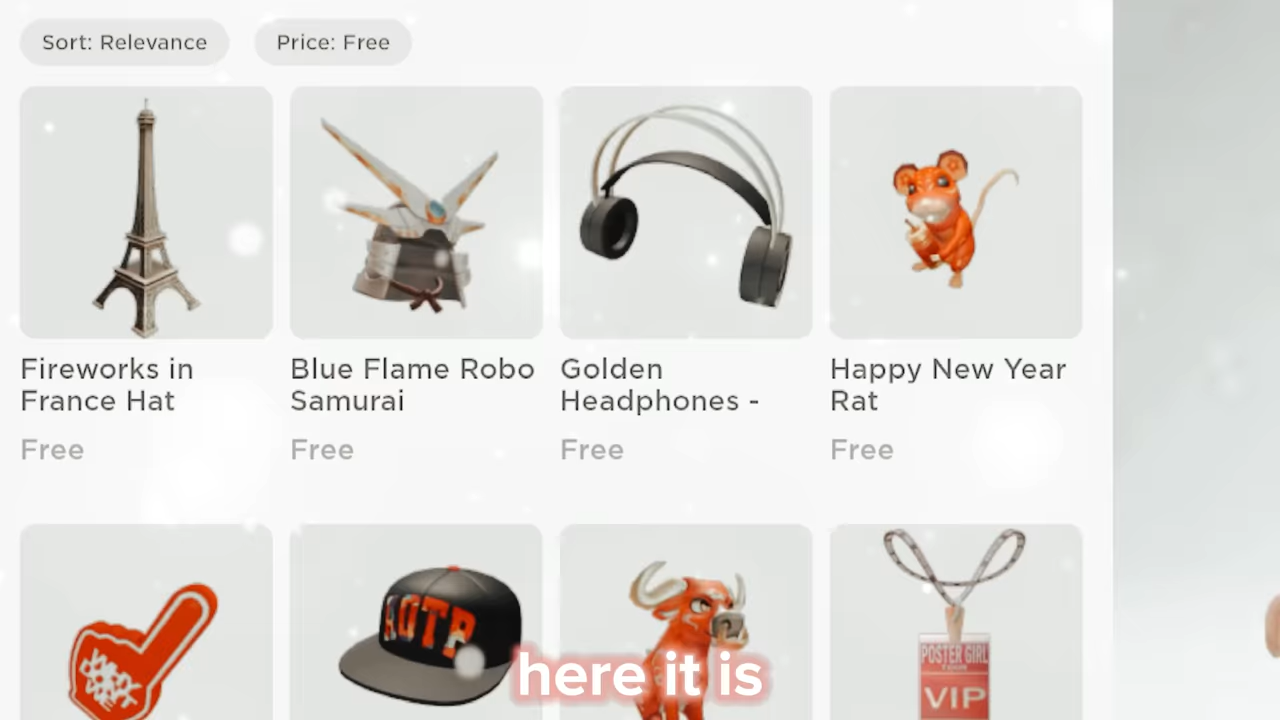 Sort: Relevance
Price: Free
Fireworks in
France Hat
Free
Blue Flame Robo
Samurai
Free
Golden
Headphones -
Free
Happy New Year
Rat
Free
POSTER GIRL
VIP
here it is